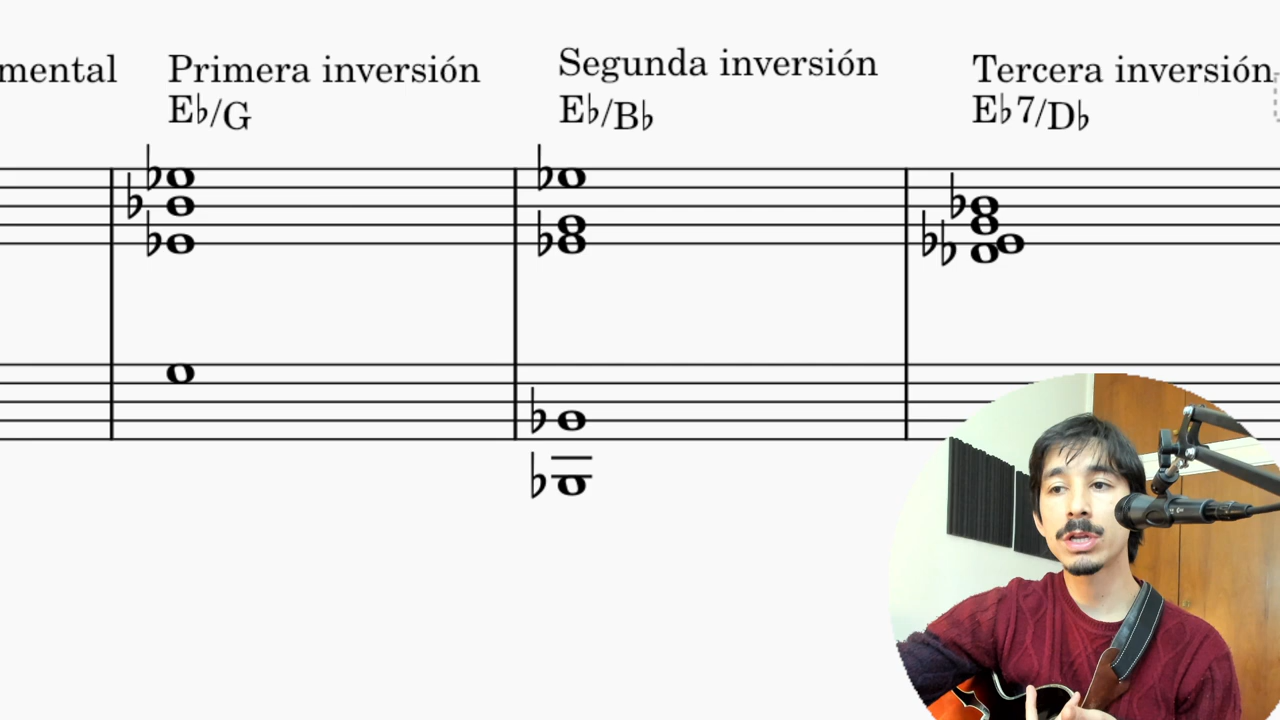 mental
Primera inversión
E♭/G
Segunda inversión
E♭/B♭
Tercera inversión
E♭7/D♭